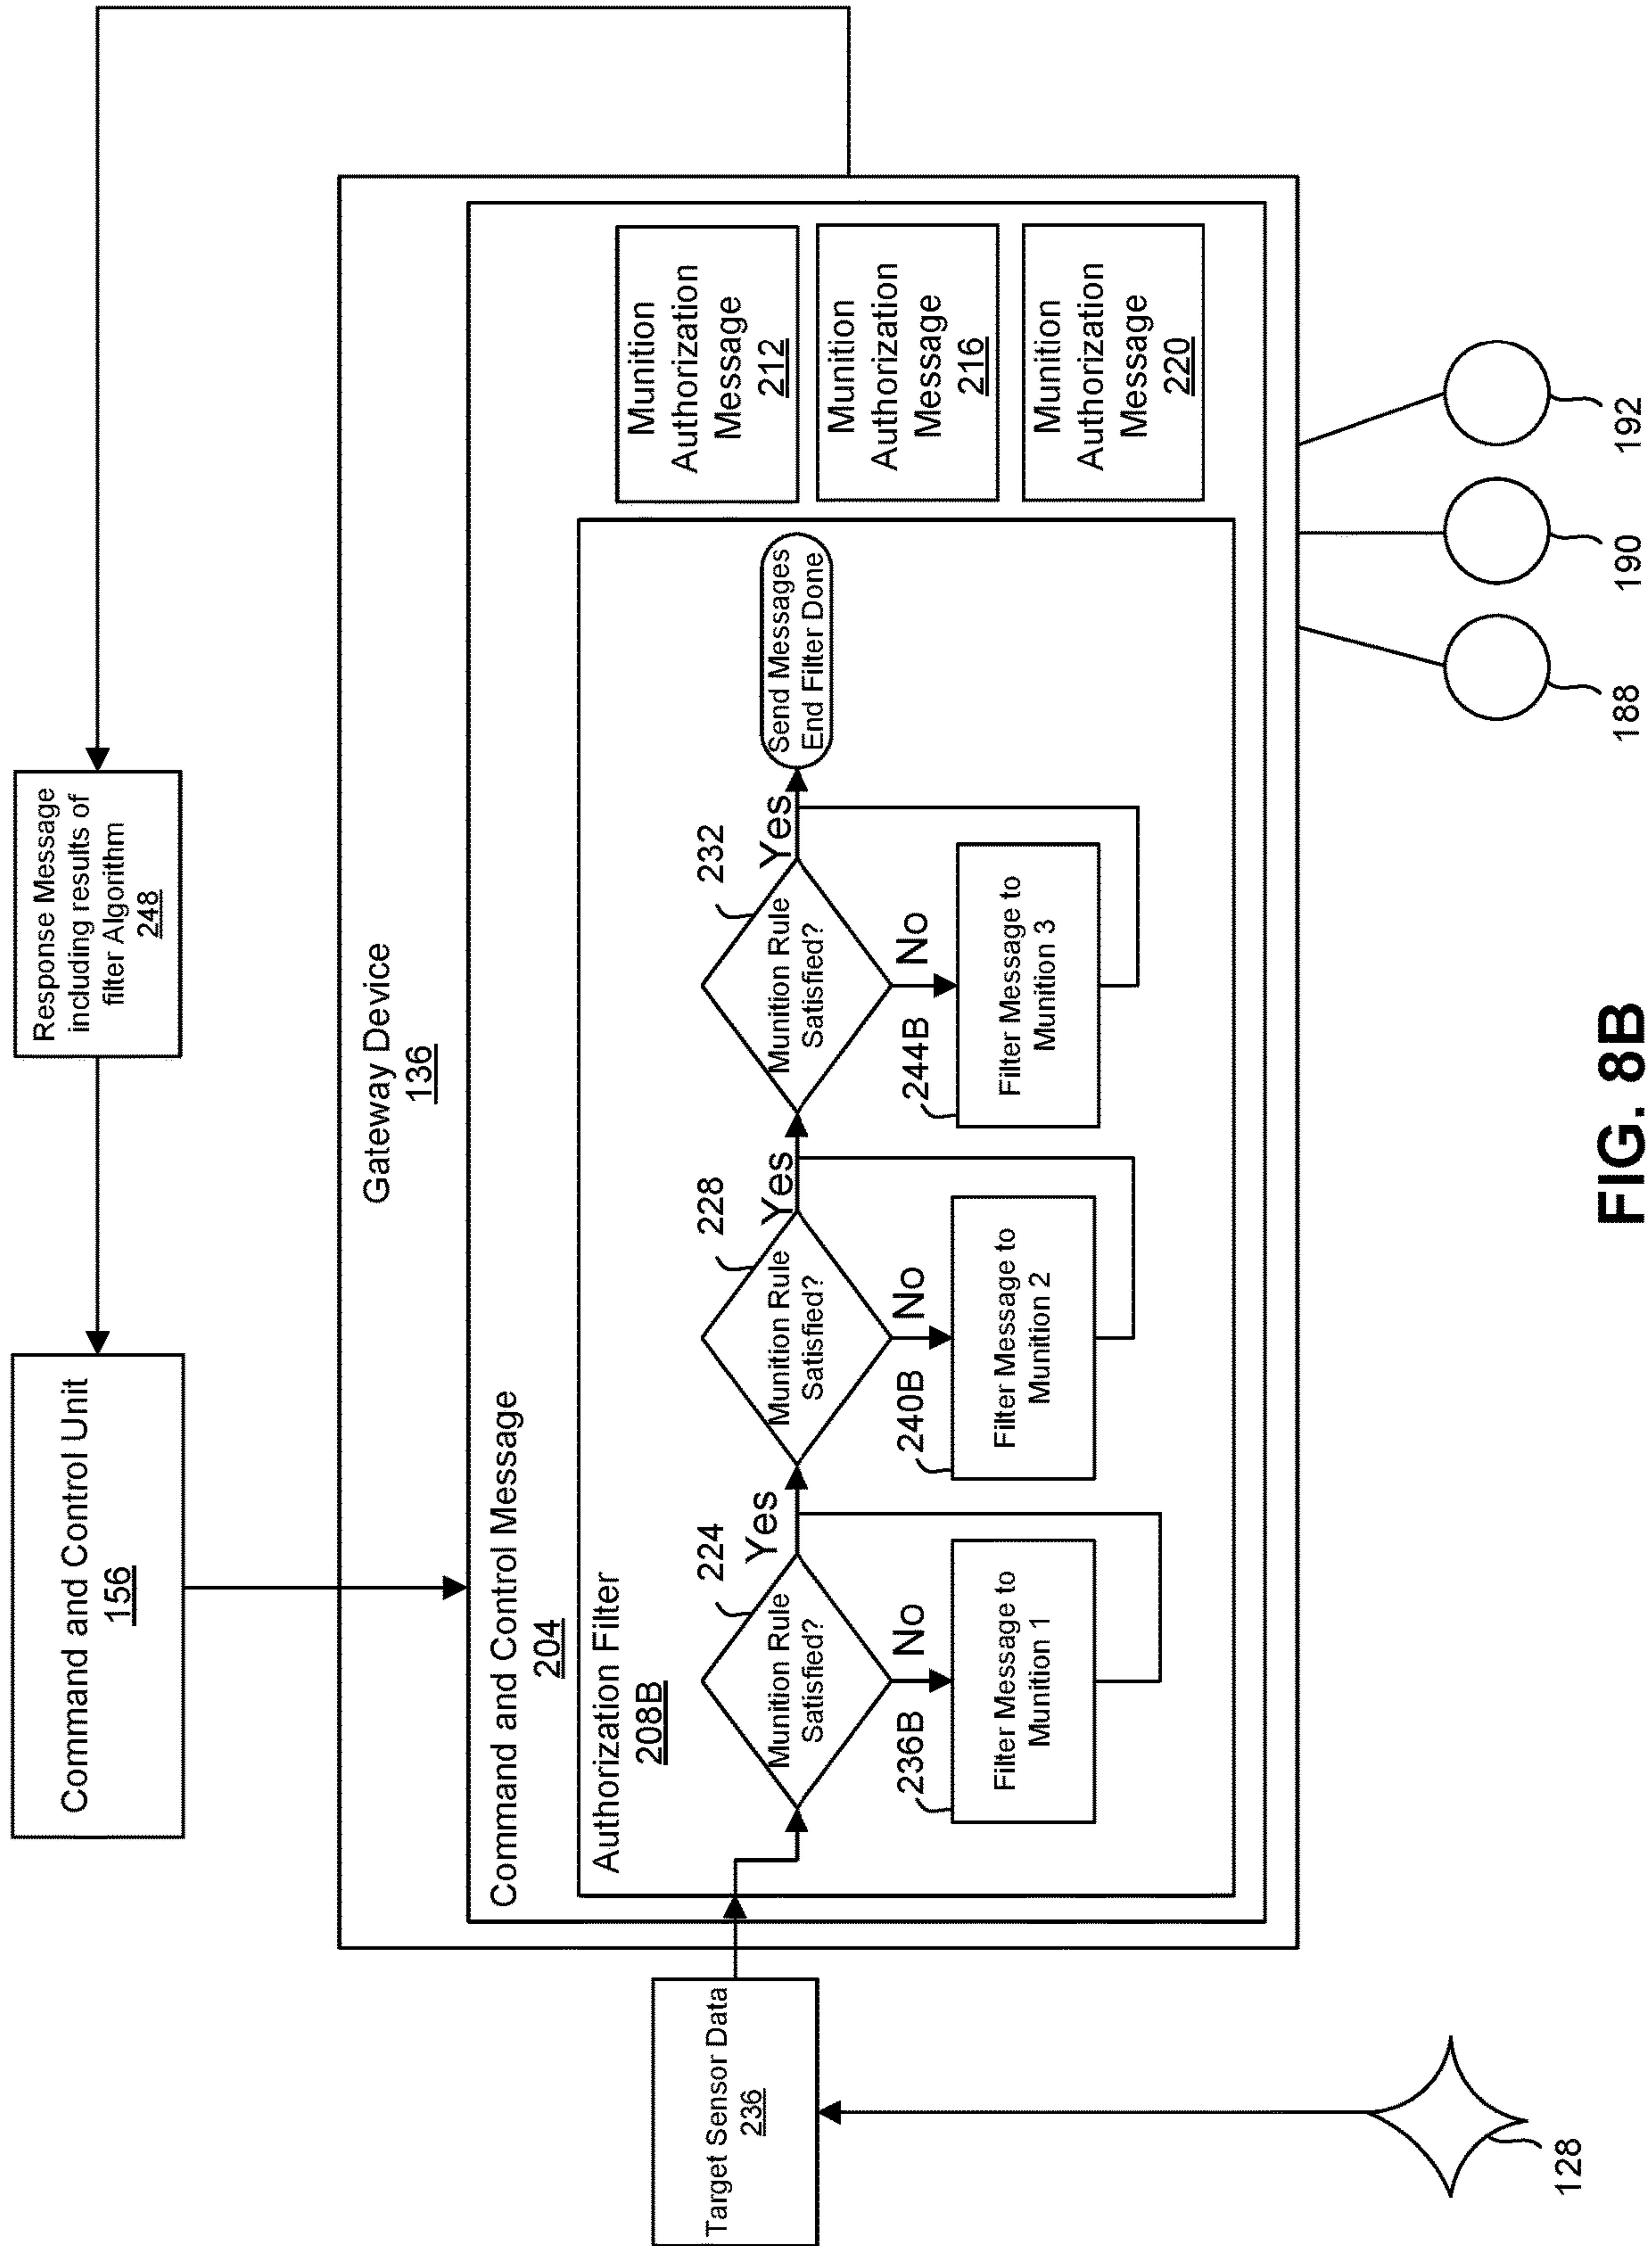 Command and Control Unit
156
Response Message
including results of
filter Algorithm
248
Gateway Device
136
Command and Control Message
204
Authorization Filter
208B
Target Sensor Data
236
224
Munition Rule
Satisfied?
Yes
No
236B
Filter Message to
Munition 1
228
Munition Rule
Satisfied?
Yes
No
240B
Filter Message to
Munition 2
232
Munition Rule
Satisfied?
Yes
No
244B
Filter Message to
Munition 3
Send Messages
End Filter Done
Munition
Authorization
Message
212
Munition
Authorization
Message
216
Munition
Authorization
Message
220
128
188
190
192
FIG. 8B